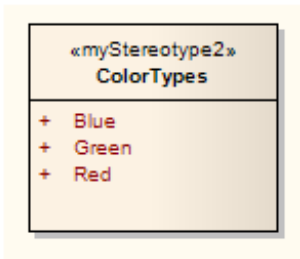 «myStereotype2»
ColorTypes
+ Blue
+ Green
+ Red